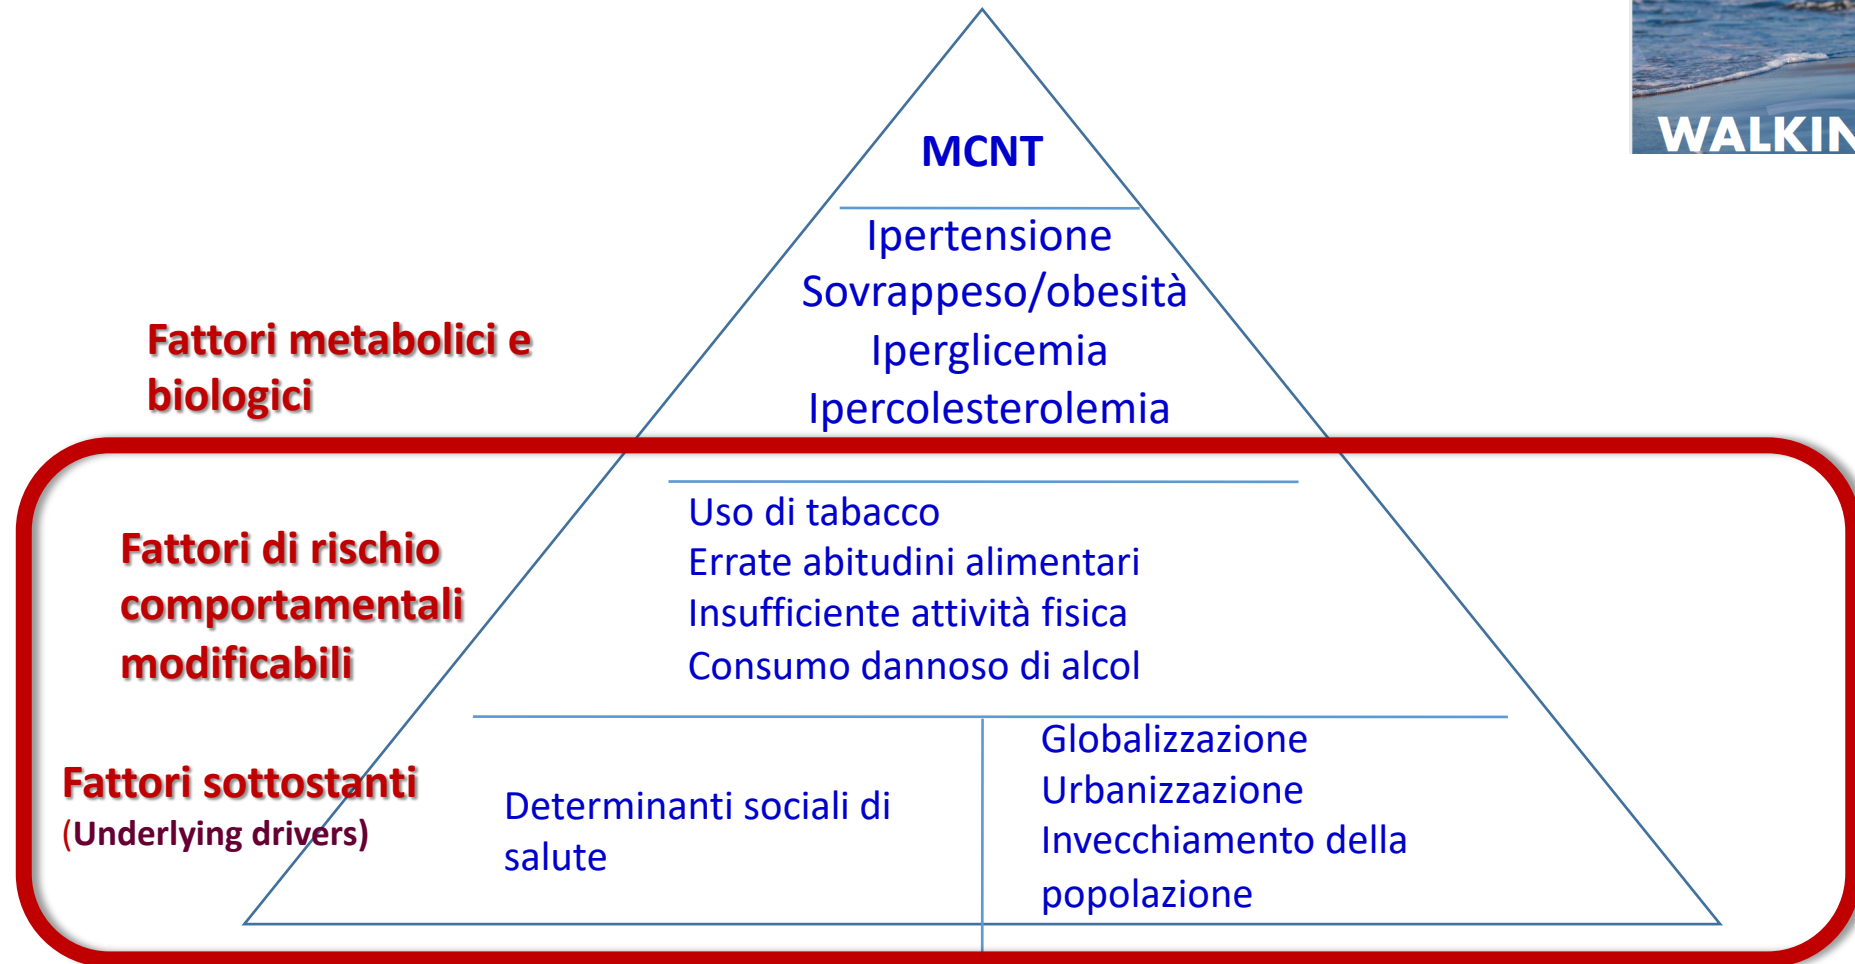 WALKIN
MCNT
Ipertensione
Sovrappeso/obesità
Iperglicemia
Ipercolesterolemia
Fattori metabolici e
biologici
Uso di tabacco
Errate abitudini alimentari
Insufficiente attività fisica
Consumo dannoso di alcol
Fattori di rischio
comportamentali
modificabili
Fattori sottostanti
(Underlying drivers)
Determinanti sociali di
salute
Globalizzazione
Urbanizzazione
Invecchiamento della
popolazione